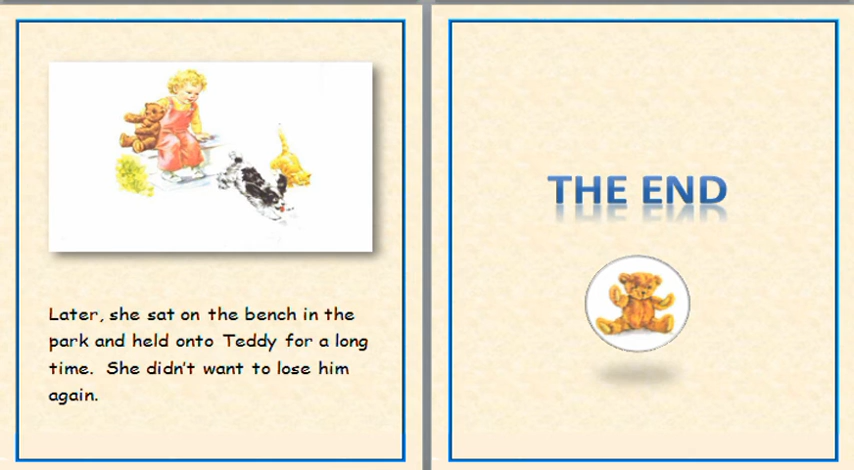 Later, she sat on the bench in the
park and held onto Teddy for a long
time.  She didn't want to lose him
again.
THE END